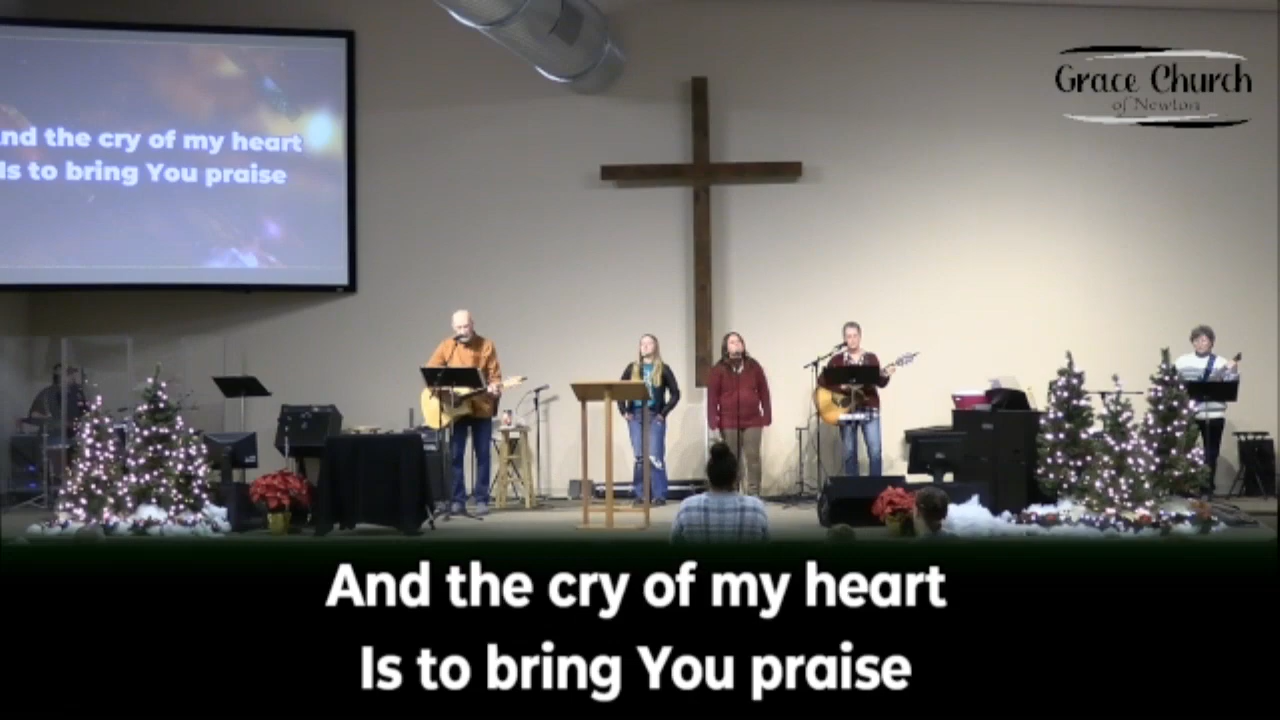 nd the cry of my heart
Is to bring You praise
Grace Church
of Newton
And the cry of my heart
Is to bring You praise